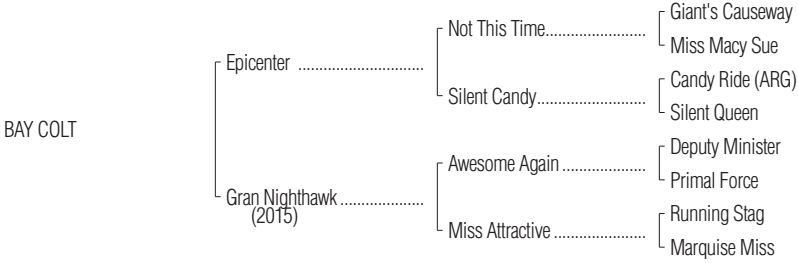 Giant's Causeway
Not This Time........................
Miss Macy Sue
Epicenter ..............................
Candy Ride (ARG)
Silent Candy..........................
Silent Queen
BAY COLT
Deputy Minister
Awesome Again ....................
Primal Force
Gran Nighthawk ....................
(2015)
Running Stag
Miss Attractive ......................
Marquise Miss